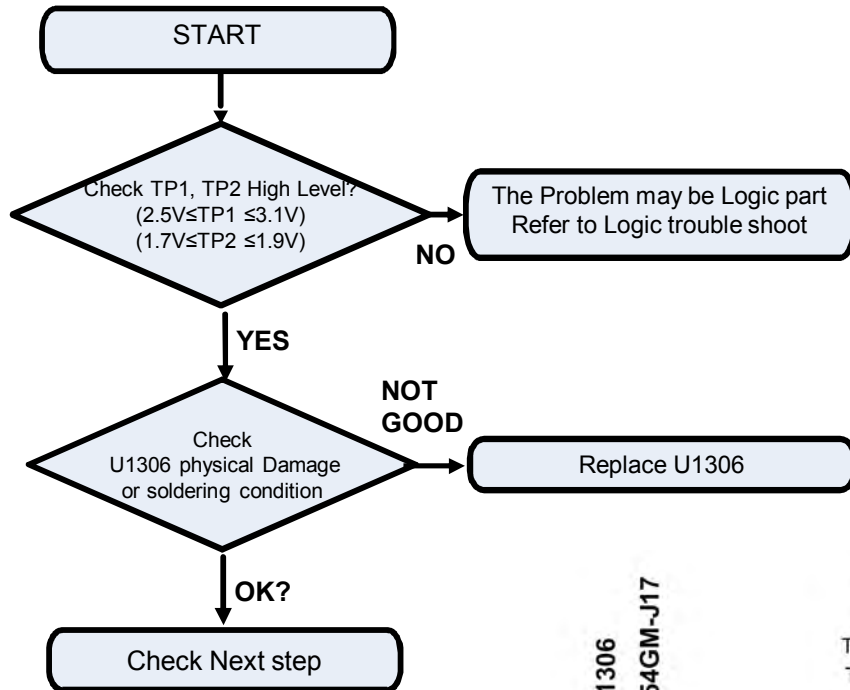 START
Check TP1, TP2 High Level?
(2.5V≤TP1 ≤3.1V)
(1.7V≤TP2 ≤1.9V)
The Problem may be Logic part
Refer to Logic trouble shoot
NO
YES
NOT
GOOD
Check
U1306 physical Damage
or soldering condition
Replace U1306
OK?
Check Next step
1306
54GM-J17
T
T